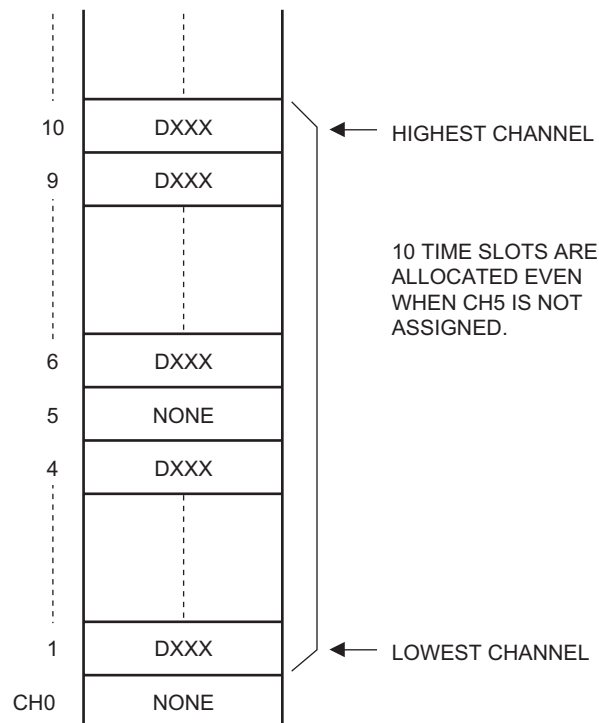 10 DXXX HIGHEST CHANNEL
9 DXXX
10 TIME SLOTS ARE
ALLOCATED EVEN
WHEN CH5 IS NOT
ASSIGNED.
6 DXXX
5 NONE
4 DXXX
1 DXXX LOWEST CHANNEL
CH0 NONE